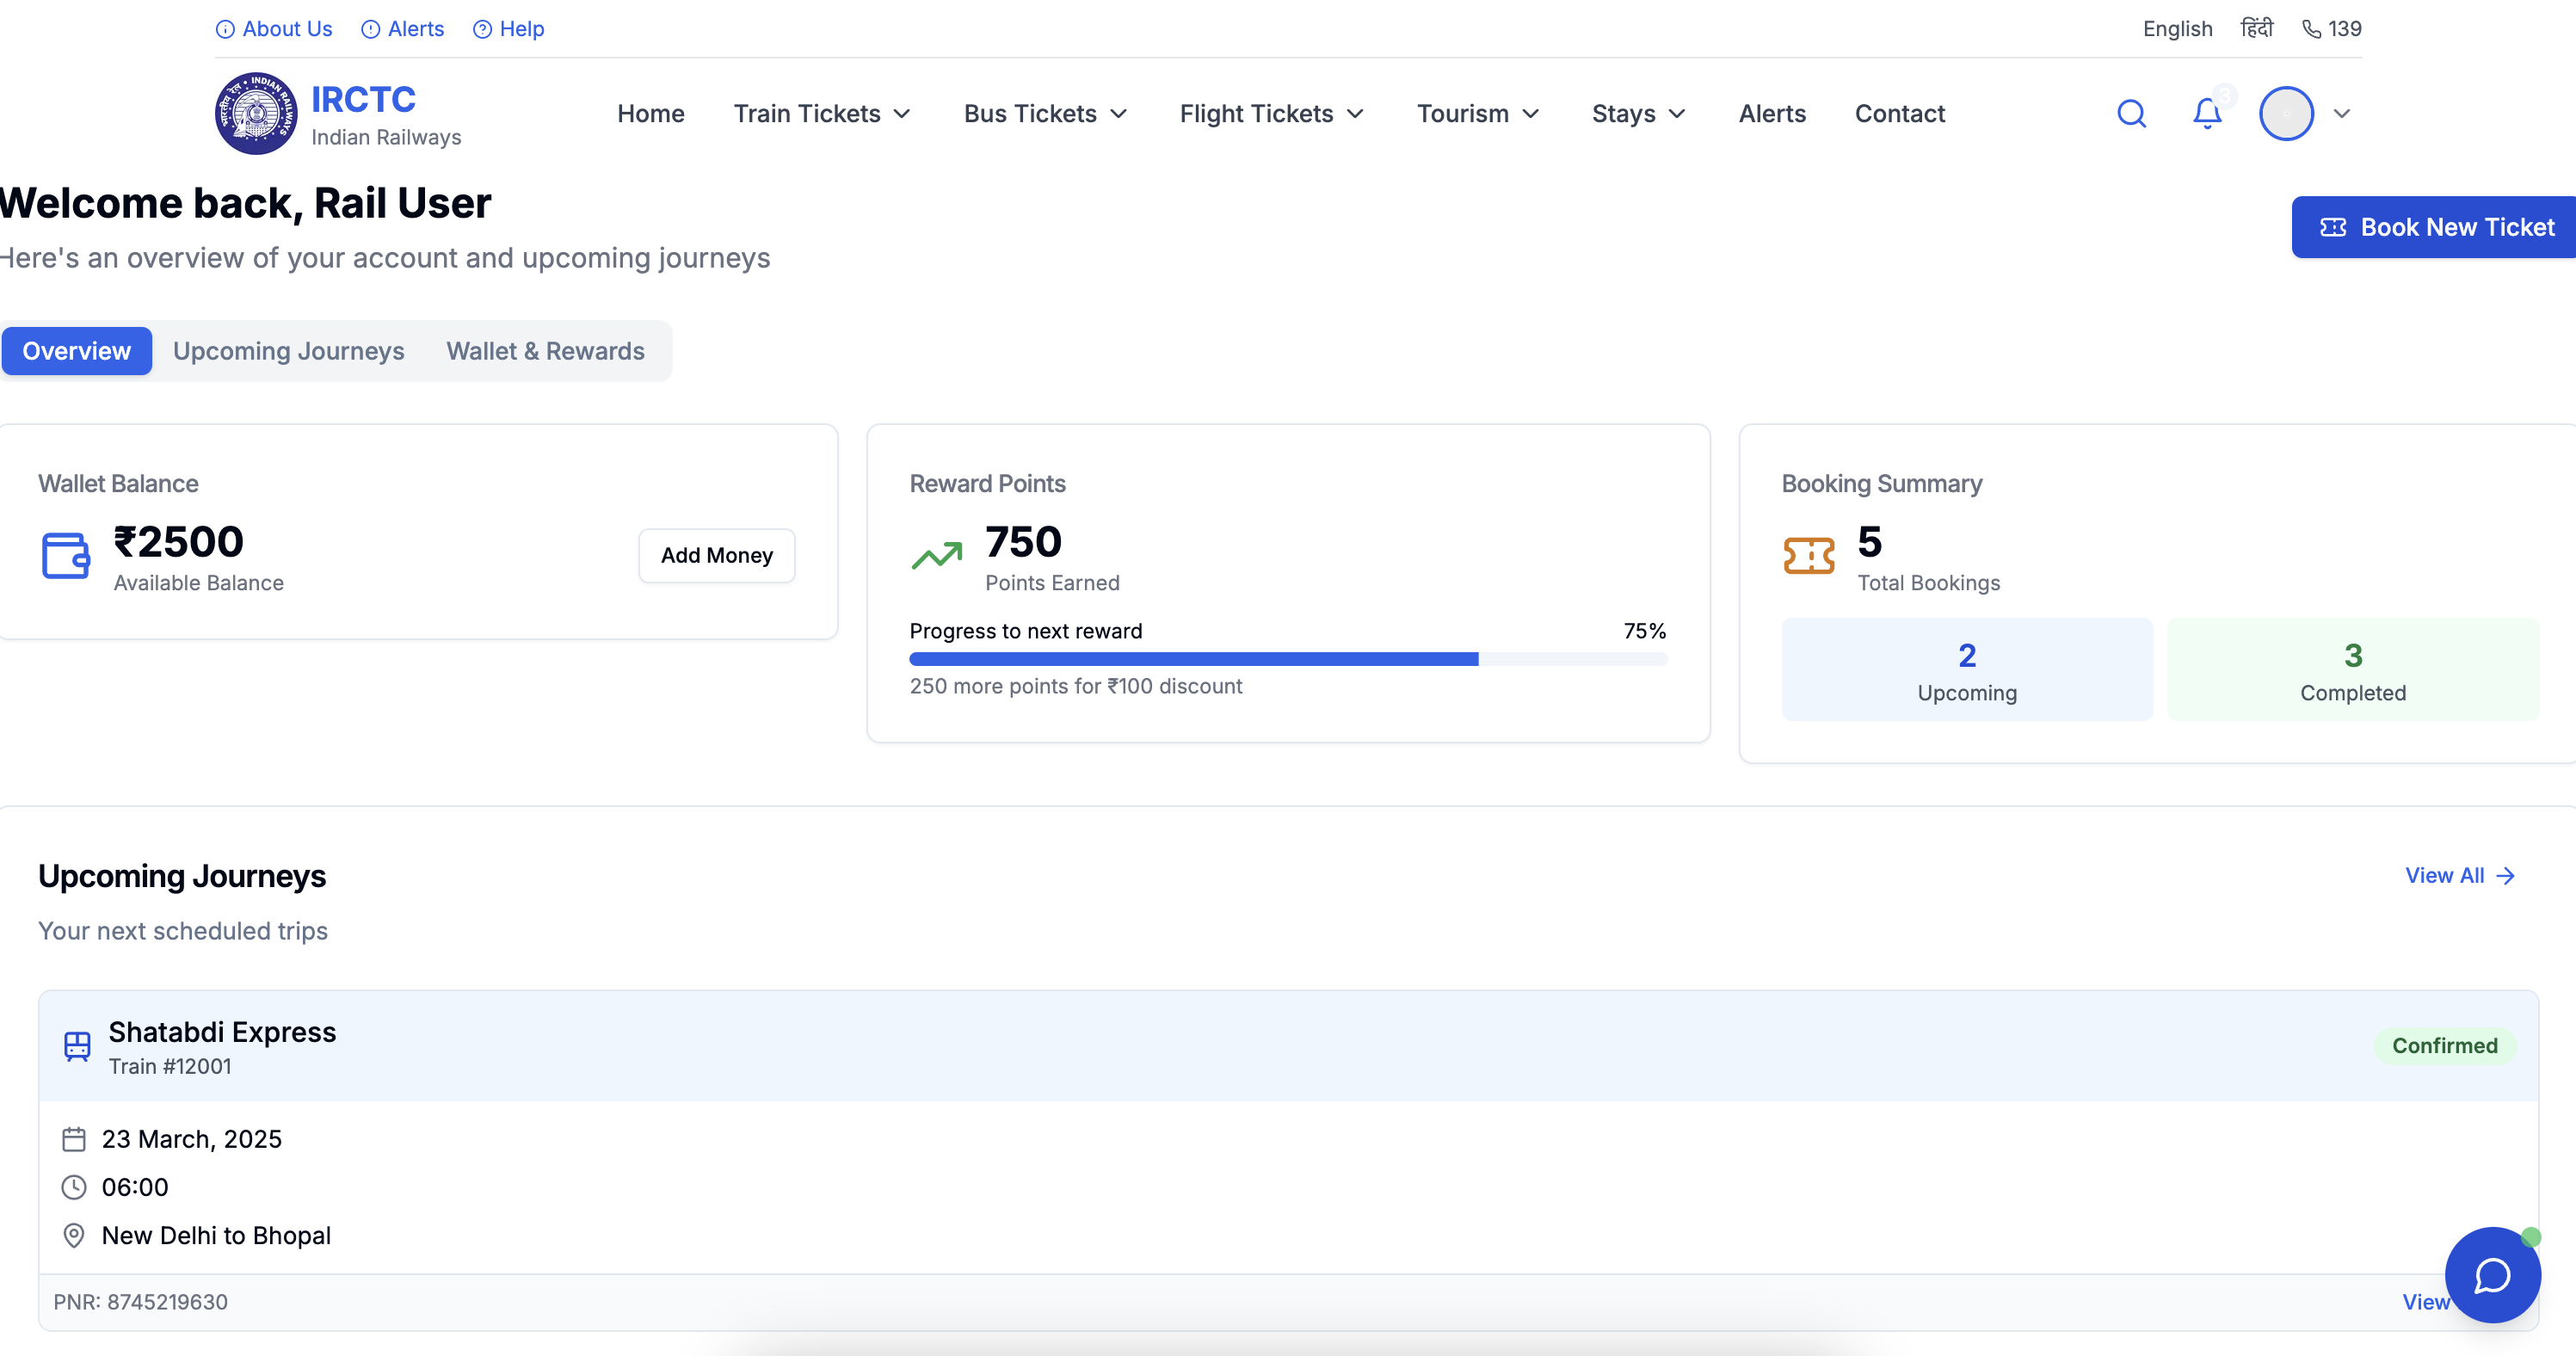 About Us Alerts Help
English हिंदी 139
IRCTC
Indian Railways
Home Train Tickets Bus Tickets Flight Tickets Tourism Stays Alerts Contact
3
Welcome back, Rail User
Here's an overview of your account and upcoming journeys
Book New Ticket
Overview Upcoming Journeys Wallet & Rewards
Wallet Balance
₹2500
Available Balance
Add Money
Reward Points
750
Points Earned
Progress to next reward 75%
250 more points for ₹100 discount
Booking Summary
5
Total Bookings
2
Upcoming
3
Completed
Upcoming Journeys
View All
Your next scheduled trips
Shatabdi Express
Train #12001
Confirmed
23 March, 2025
06:00
New Delhi to Bhopal
PNR: 8745219630
View